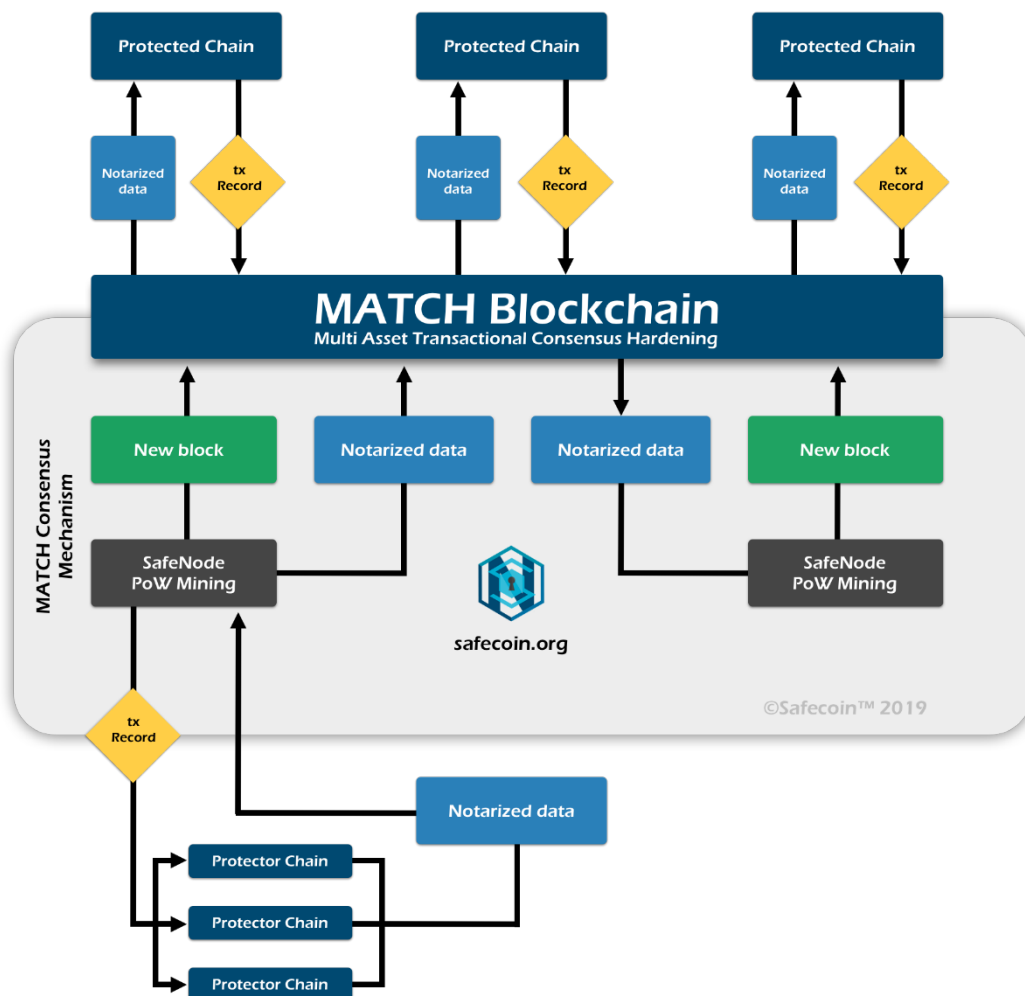 Protected Chain
Protected Chain
Protected Chain
Notarized
data
tx
Record
Notarized
data
tx
Record
Notarized
data
tx
Record
MATCH Blockchain
Multi Asset Transactional Consensus Hardening
New block
Notarized data
Notarized data
New block
MATCH Consensus
Mechanism
SafeNode
PoW Mining
SafeNode
PoW Mining
safecoin.org
©Safecoin™ 2019
tx
Record
Notarized data
Protector Chain
Protector Chain
Protector Chain